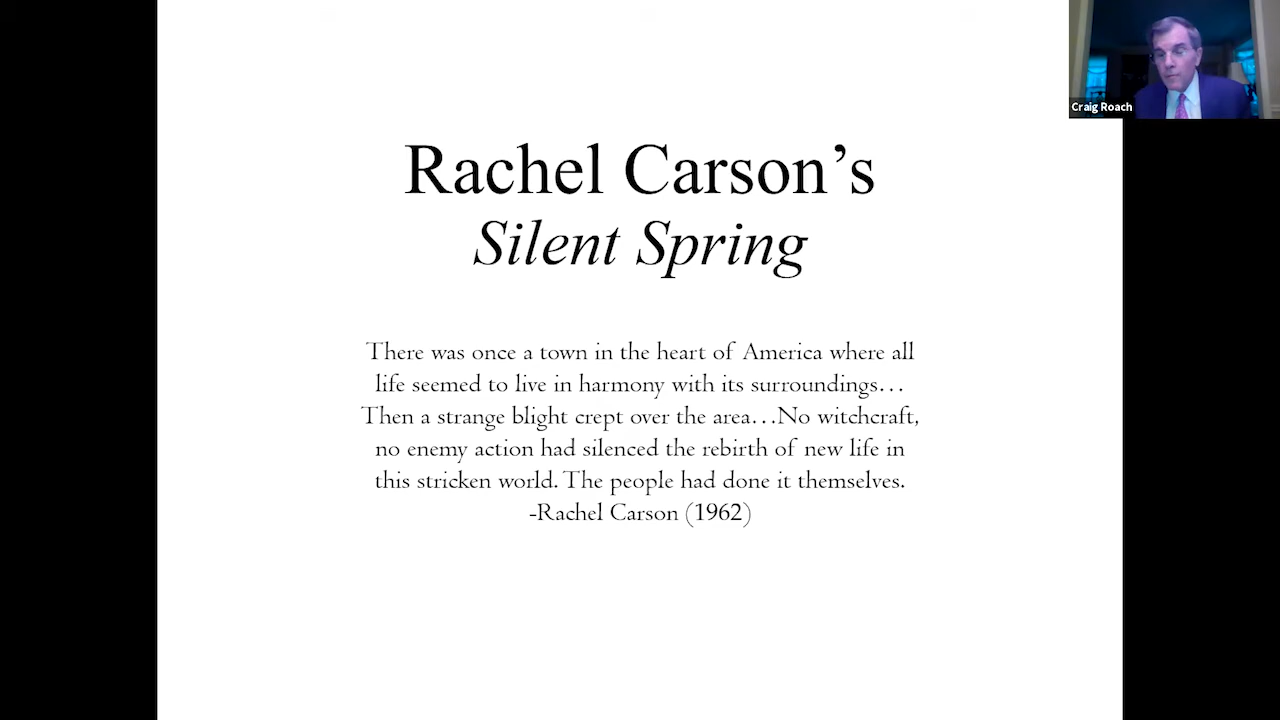 Craig Roach
Rachel Carson’s
Silent Spring
There was once a town in the heart of America where all
life seemed to live in harmony with its surroundings…
Then a strange blight crept over the area…No witchcraft,
no enemy action had silenced the rebirth of new life in
this stricken world. The people had done it themselves.
-Rachel Carson (1962)